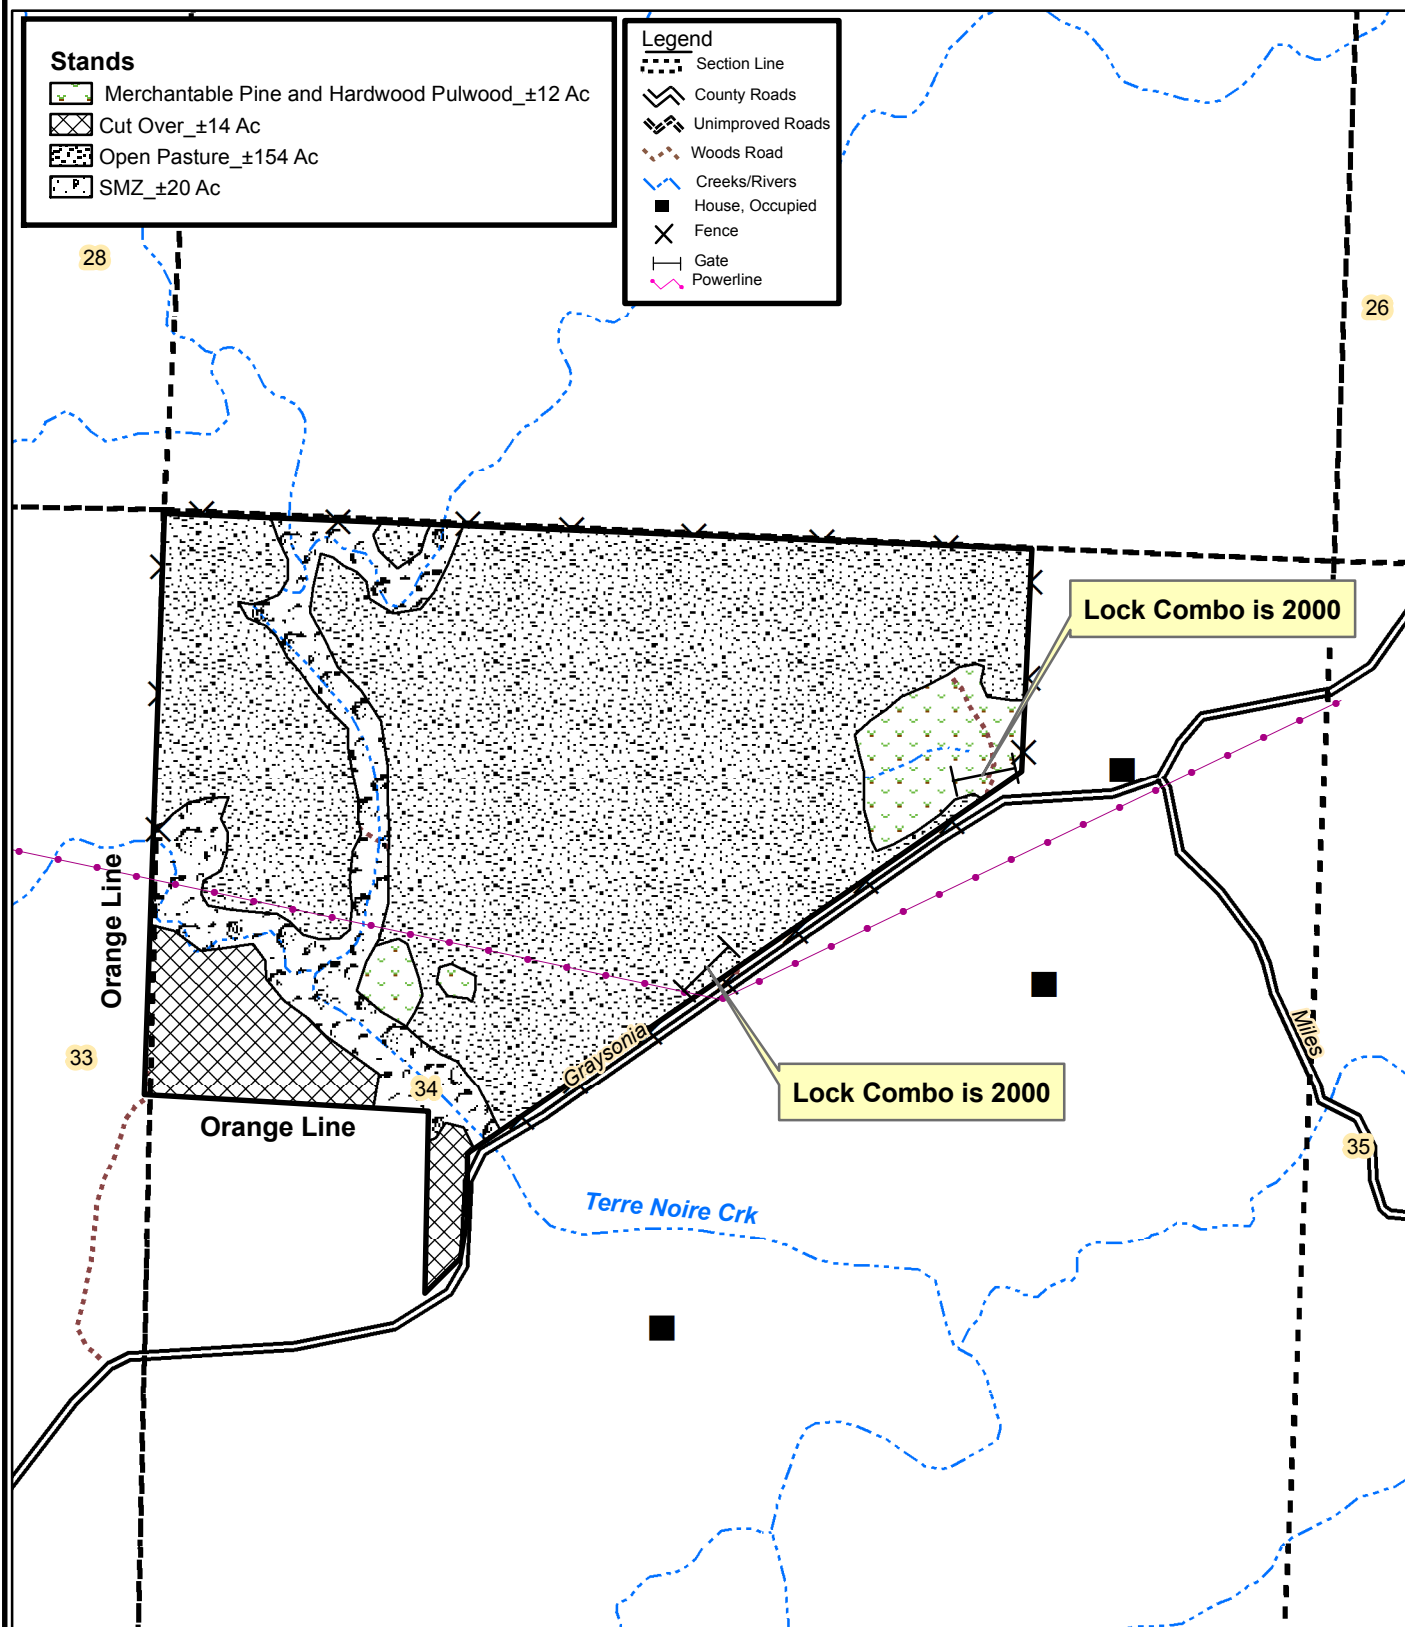 Stands
Merchantable Pine and Hardwood Pulwood_±12 Ac
Cut Over_±14 Ac
Open Pasture_±154 Ac
SMZ_±20 Ac
Legend
Section Line
County Roads
Unimproved Roads
Woods Road
Creeks/Rivers
House, Occupied
Fence
Gate
Powerline
28
26
Lock Combo is 2000
Orange Line
Graysonia
Miles
33
34
Lock Combo is 2000
Orange Line
35
Terre Noire Crk